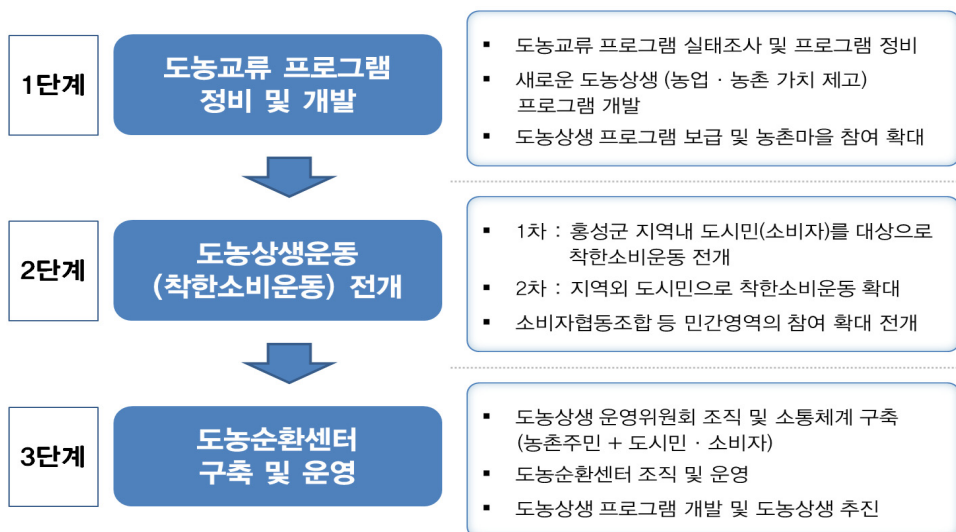 1단계
도농교류 프로그램
정비 및 개발
▪ 도농교류 프로그램 실태조사 및 프로그램 정비
▪ 새로운 도농상생 (농업 · 농촌 가치 제고)
프로그램 개발
▪ 도농상생 프로그램 보급 및 농촌마을 참여 확대
2단계
도농상생운동
(착한소비운동) 전개
▪ 1차 : 홍성군 지역내 도시민(소비자)를 대상으로
착한소비운동 전개
▪ 2차 : 지역외 도시민으로 착한소비운동 확대
▪ 소비자협동조합 등 민간영역의 참여 확대 전개
3단계
도농순환센터
구축 및 운영
▪ 도농상생 운영위원회 조직 및 소통체계 구축
(농촌주민 + 도시민 · 소비자)
▪ 도농순환센터 조직 및 운영
▪ 도농상생 프로그램 개발 및 도농상생 추진